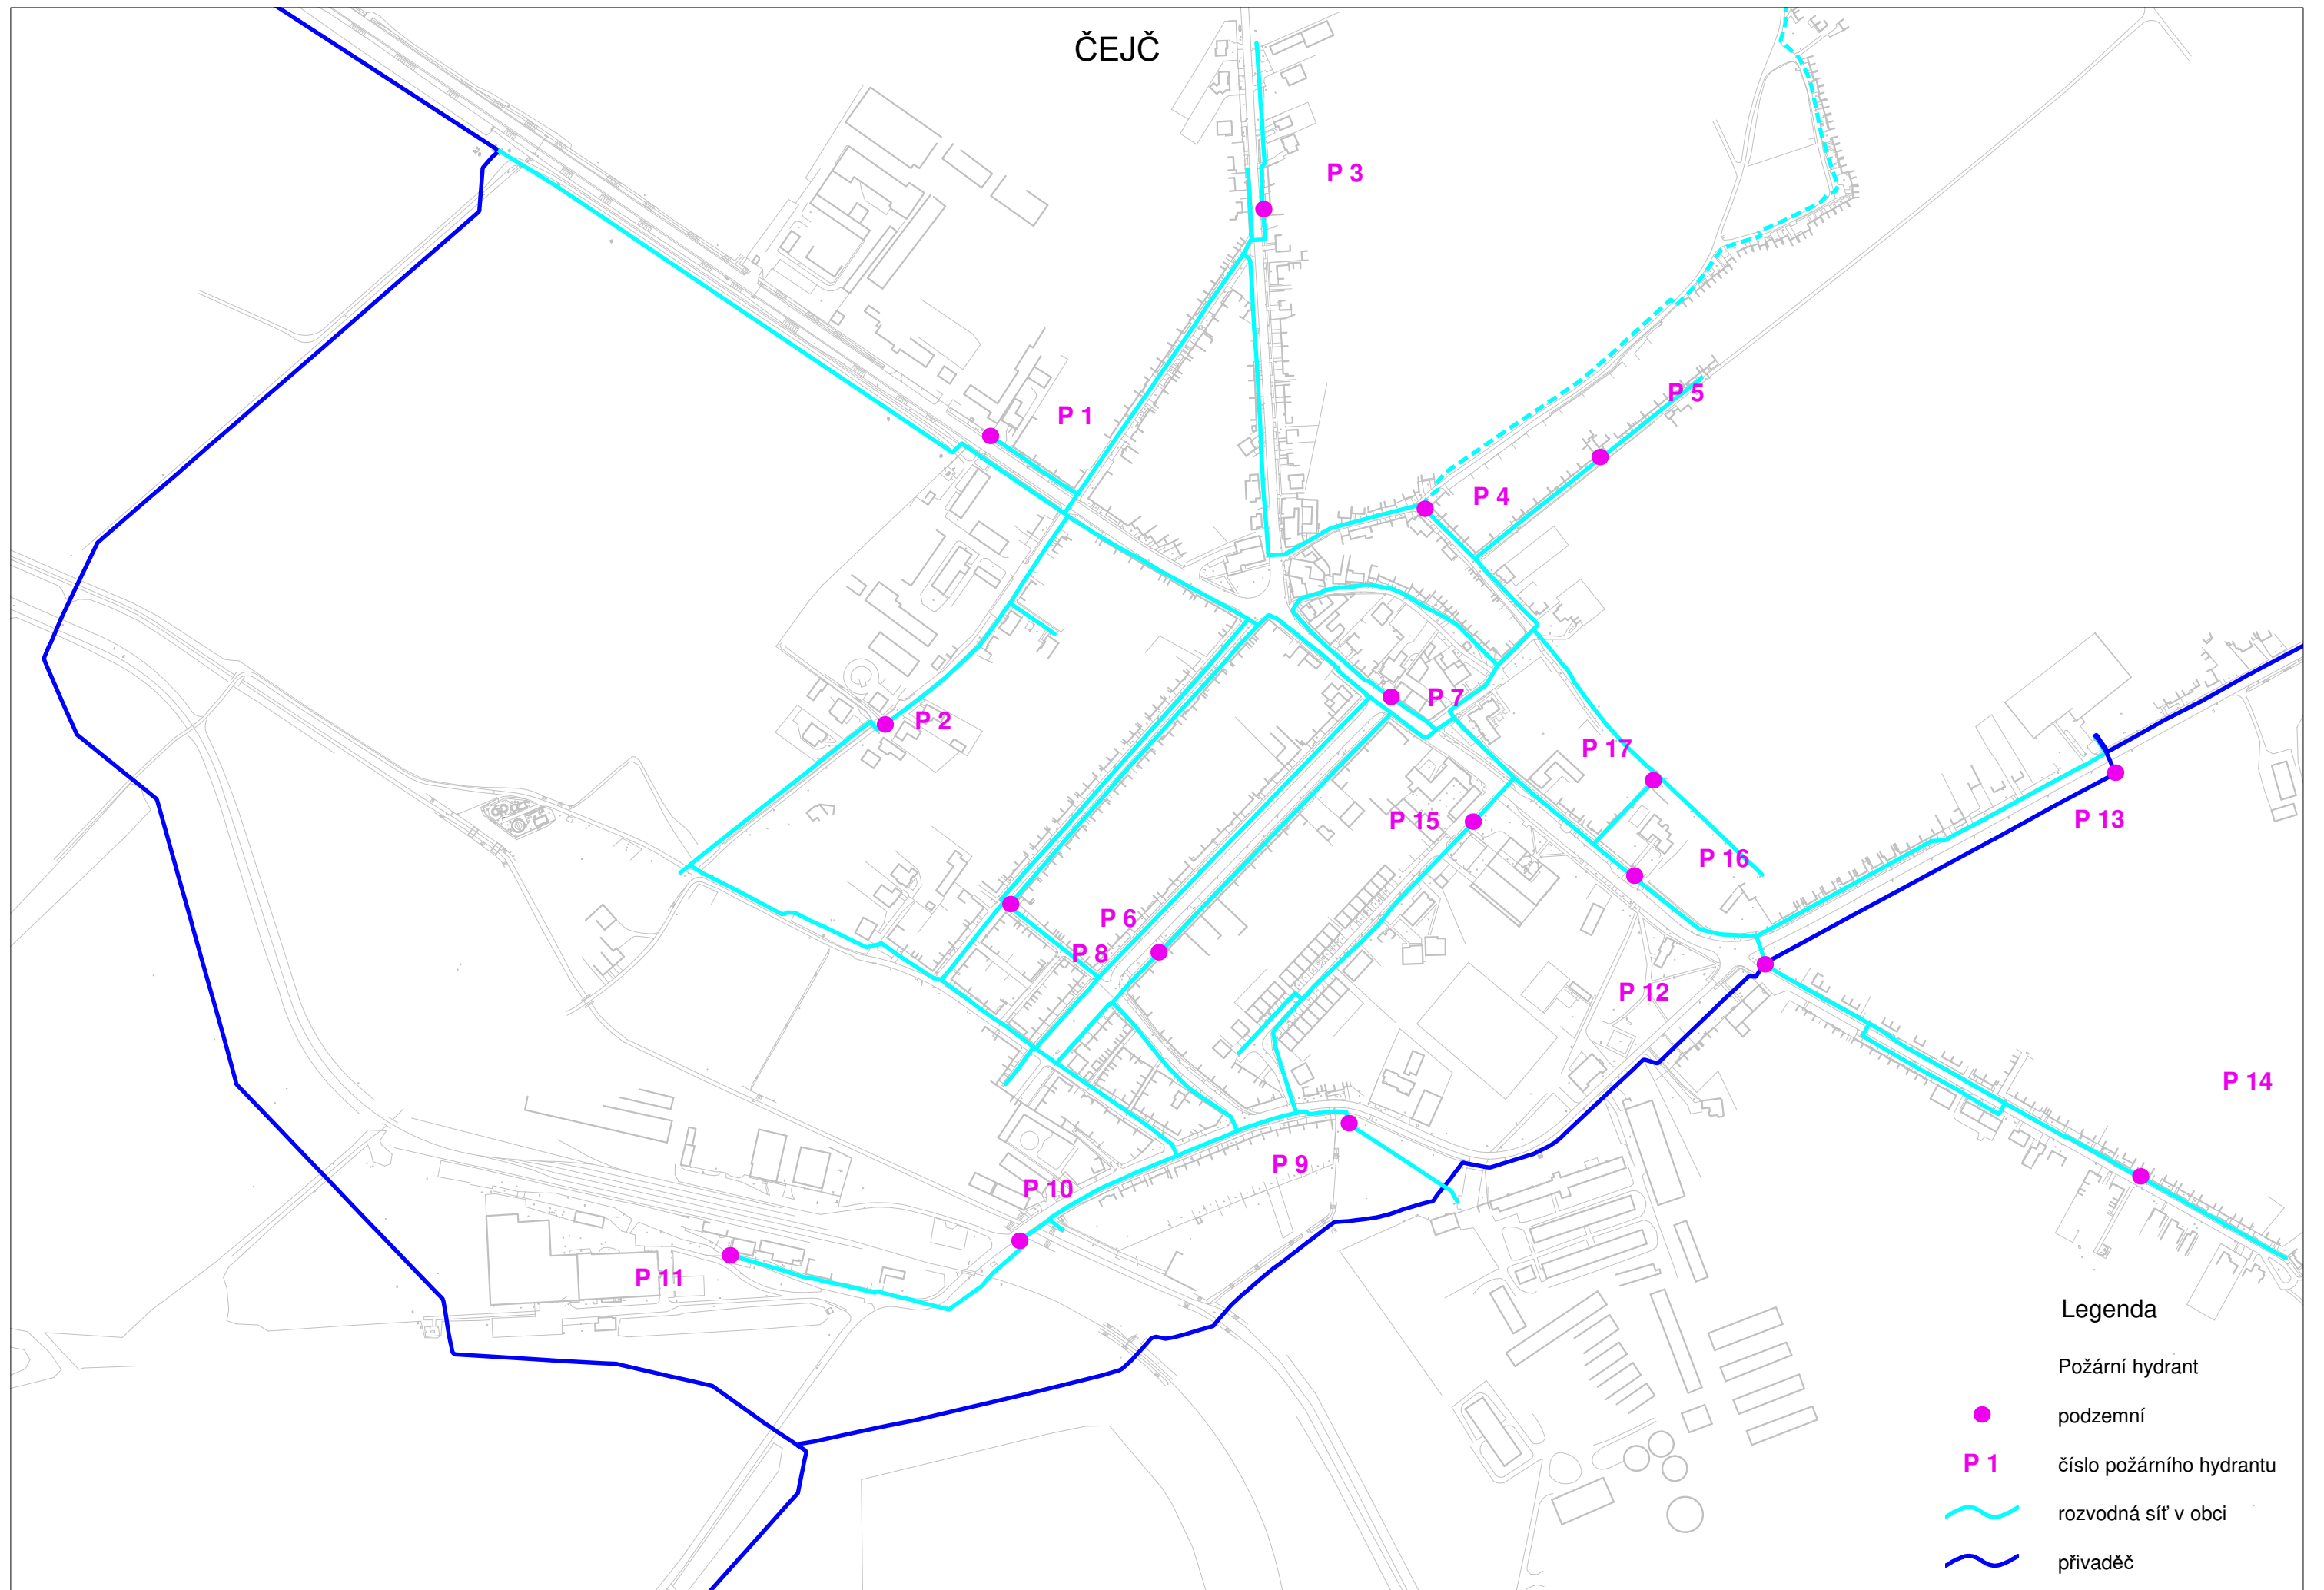 ČEJČ
P 3
P 5
P 1
P 4
P 7
P 2
P 17
P 13
P 15
P 16
P 6
P 8
P 12
P 14
P 9
P 10
P 11
Legenda
Požární hydrant
podzemní
P 1 číslo požárního hydrantu
rozvodná síť v obci
přivaděč